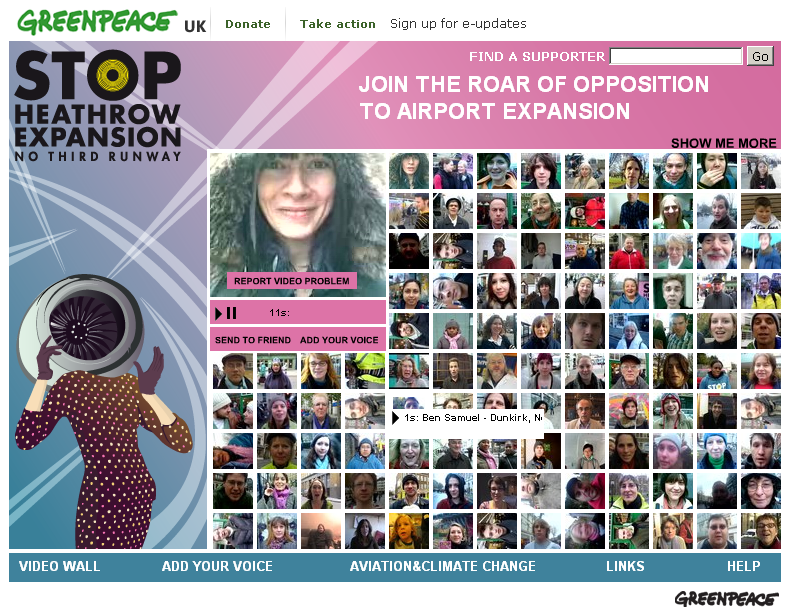 GREENPEACE UK
Donate
Take action
Sign up for e-updates
STOP
HEATHROW
EXPANSION
NO THIRD RUNWAY
FIND A SUPPORTER
Go
JOIN THE ROAR OF OPPOSITION
TO AIRPORT EXPANSION
SHOW ME MORE
REPORT VIDEO PROBLEM
11s:
SEND TO FRIEND
ADD YOUR VOICE
STOP
1s: Ben Samuel - Dunkirk,
VIDEO WALL
ADD YOUR VOICE
AVIATION&CLIMATE CHANGE
LINKS
HELP
GREENPEACE